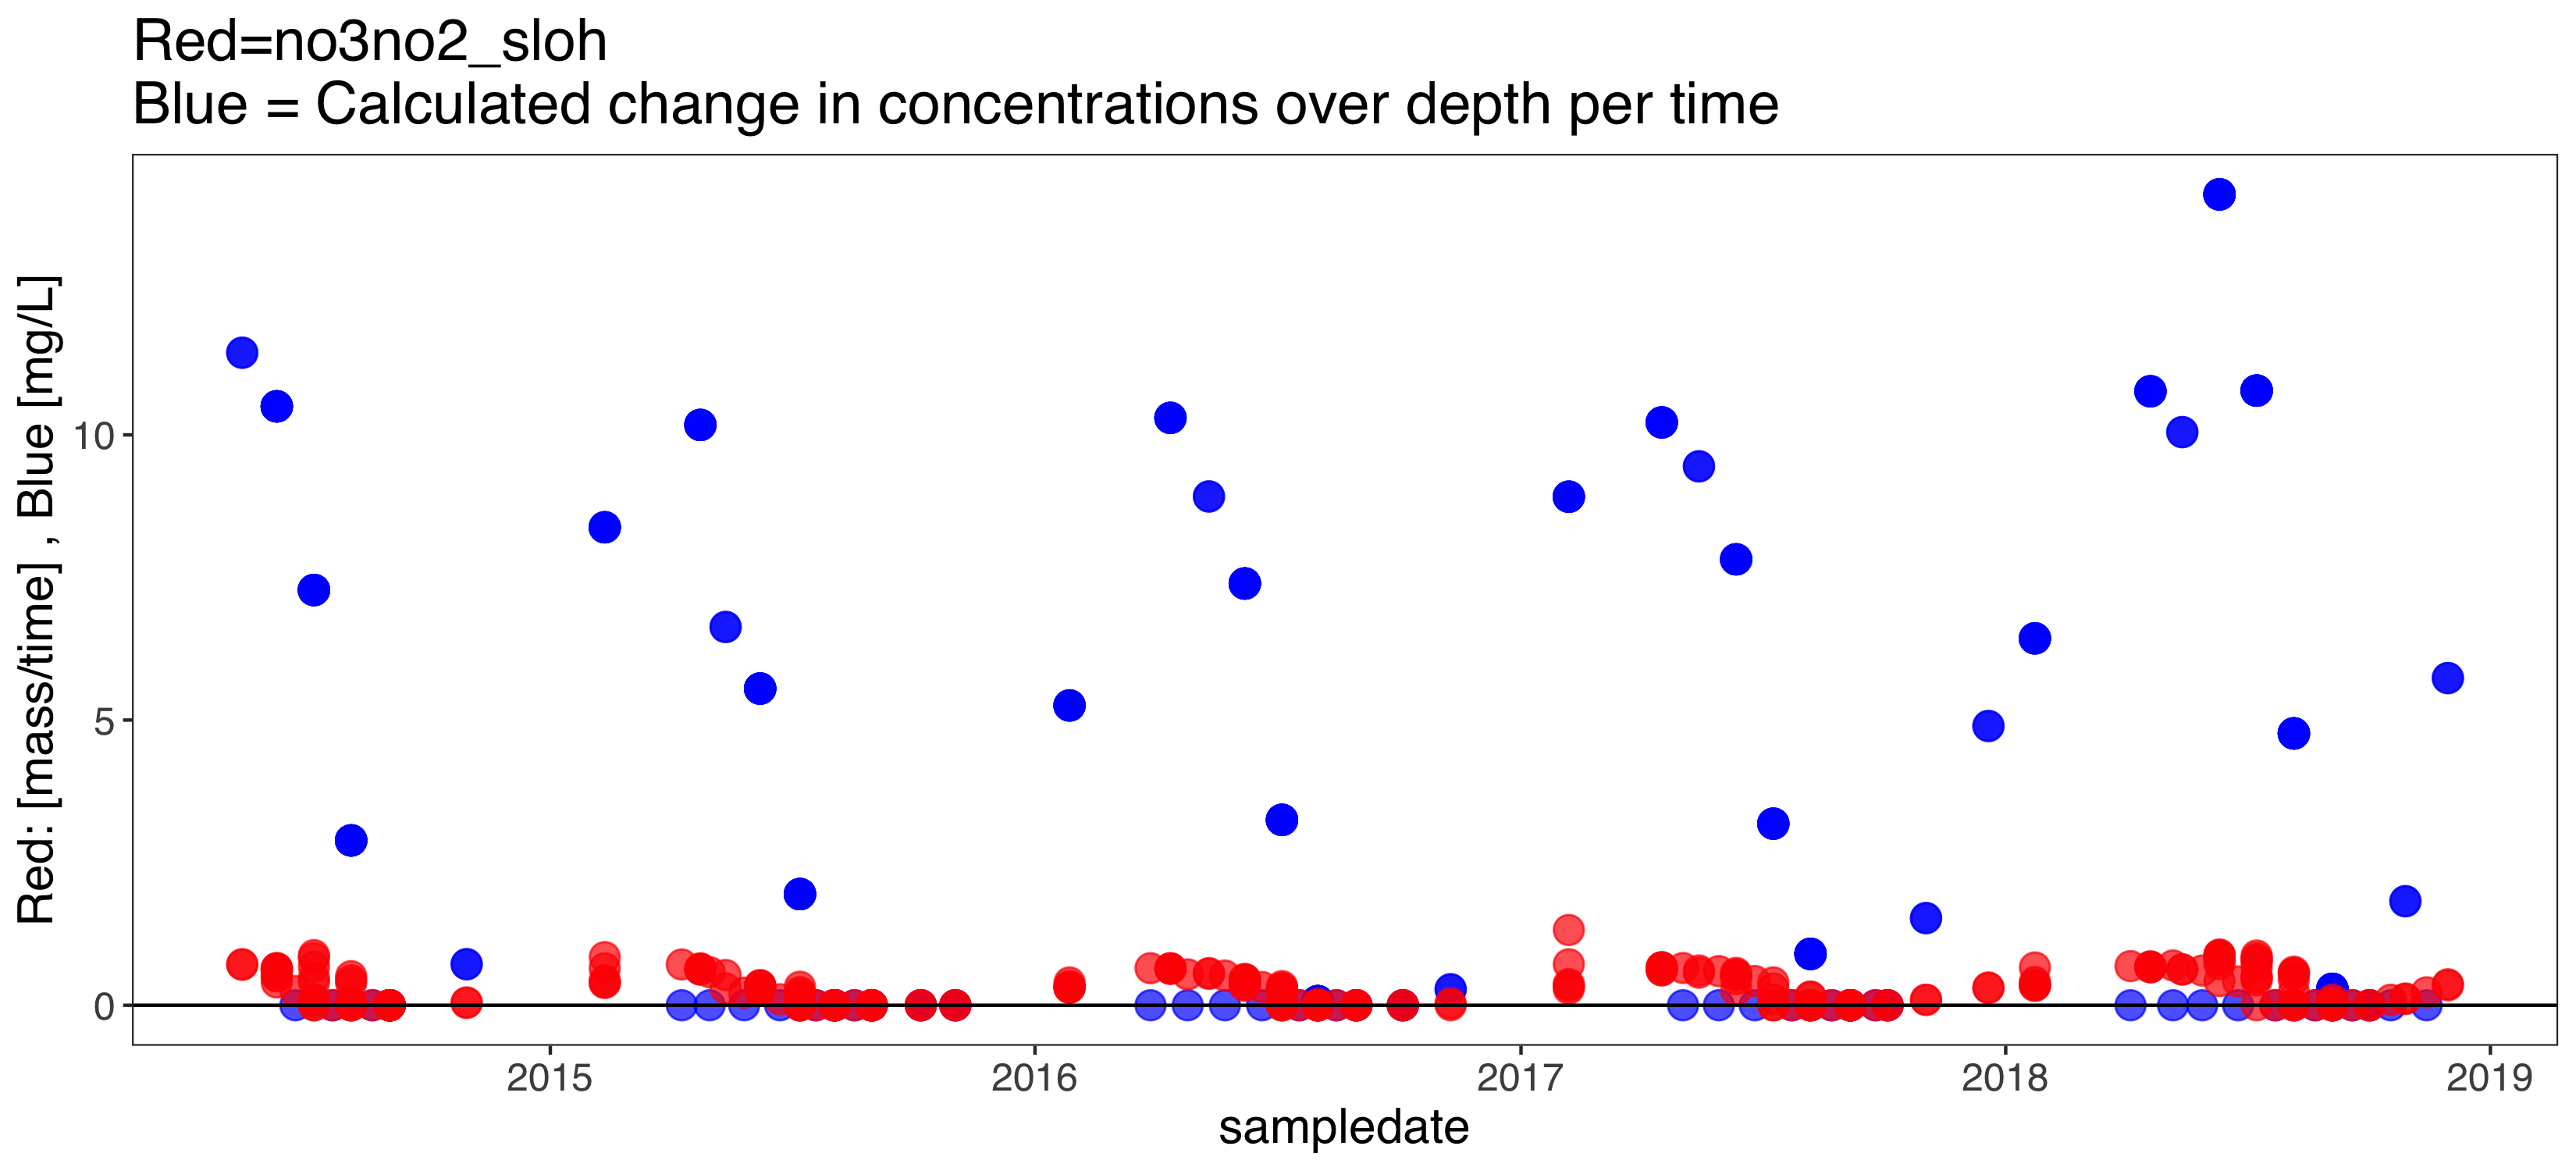 Red=no3no2_sloh
Blue = Calculated change in concentrations over depth per time
Red: [mass/time] , Blue [mg/L]
10
5
0
2015
2016
2017
2018
2019
sampledate